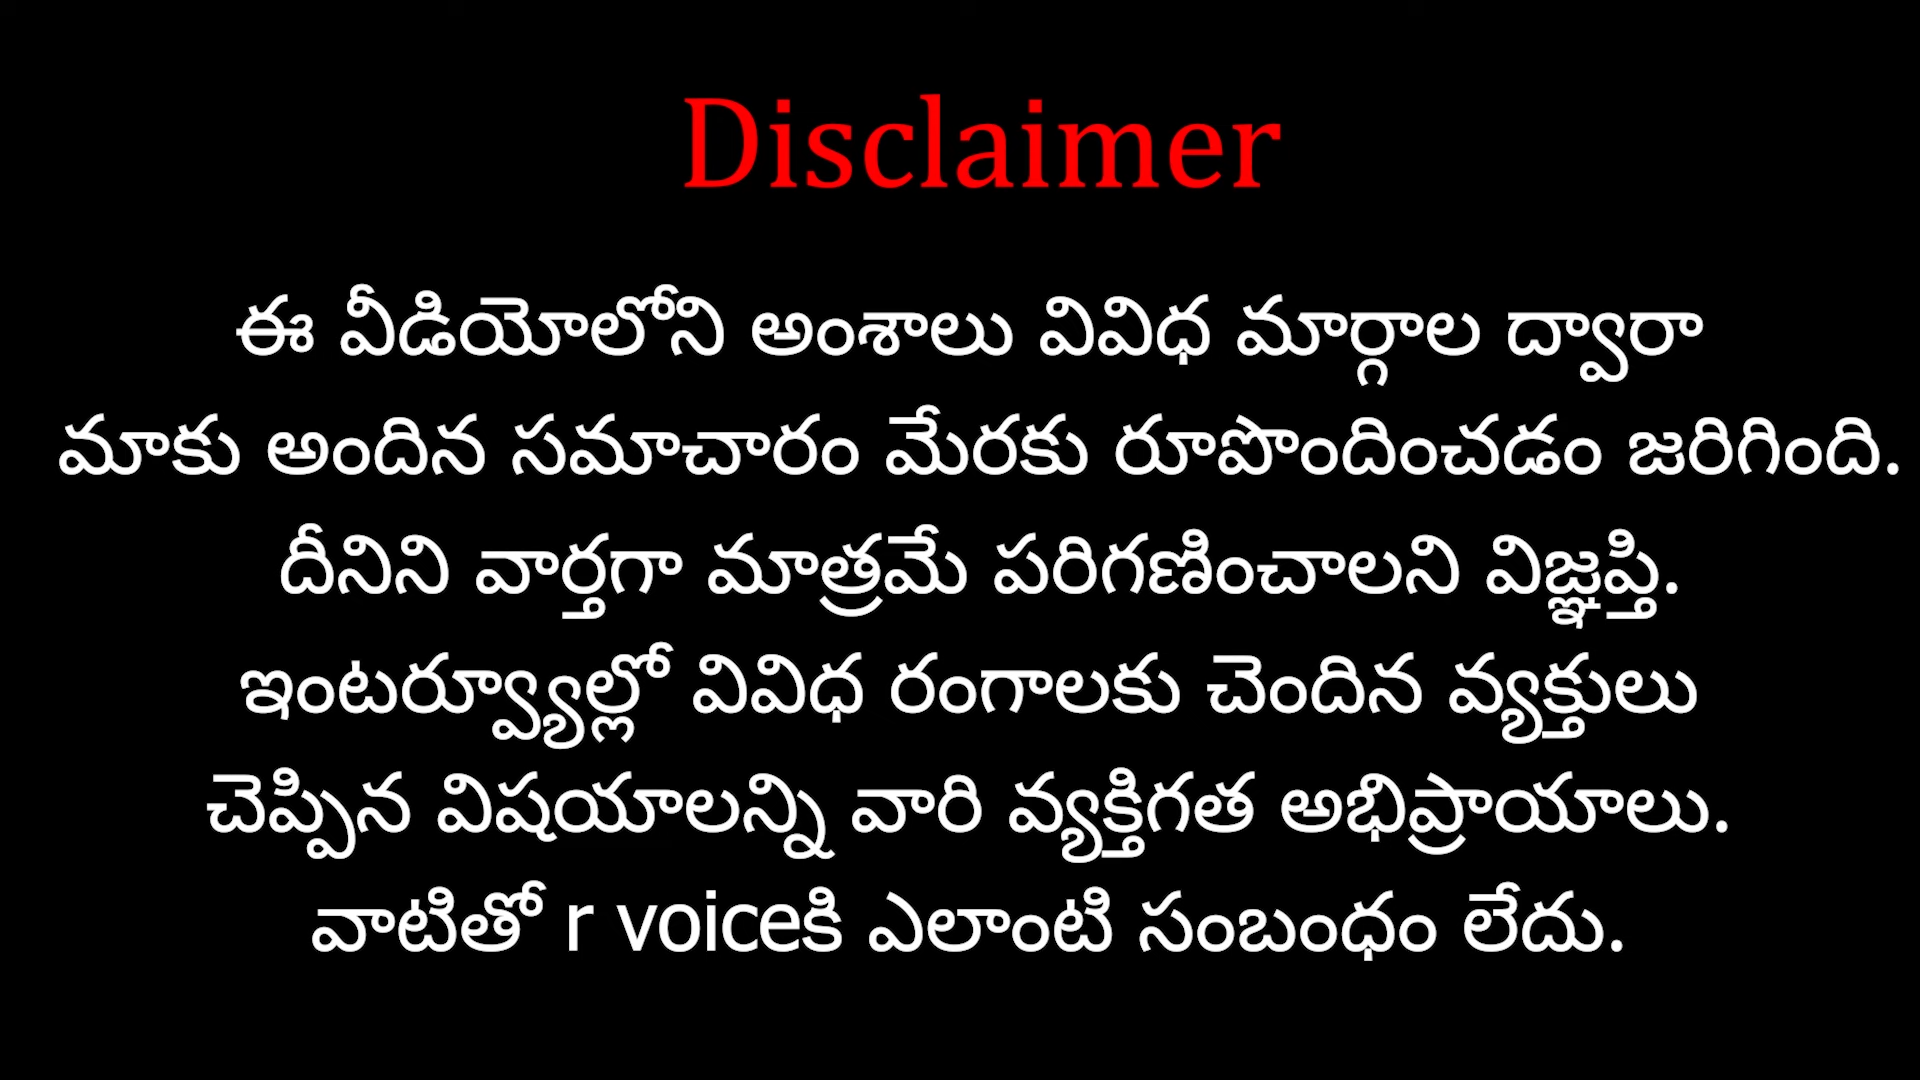 Disclaimer
ఈ వీడియోలోని అంశాలు వివిధ మార్గాల ద్వారా
మాకు అందిన సమాచారం మేరకు రూపొందించడం జరిగింది.
దీనిని వార్తగా మాత్రమే పరిగణించాలని విజ్ఞప్తి.
ఇంటర్వ్యూల్లో వివిధ రంగాలకు చెందిన వ్యక్తులు
చెప్పిన విషయాలన్ని వారి వ్యక్తిగత అభిప్రాయాలు.
వాటితో r voiceకి ఎలాంటి సంబంధం లేదు.